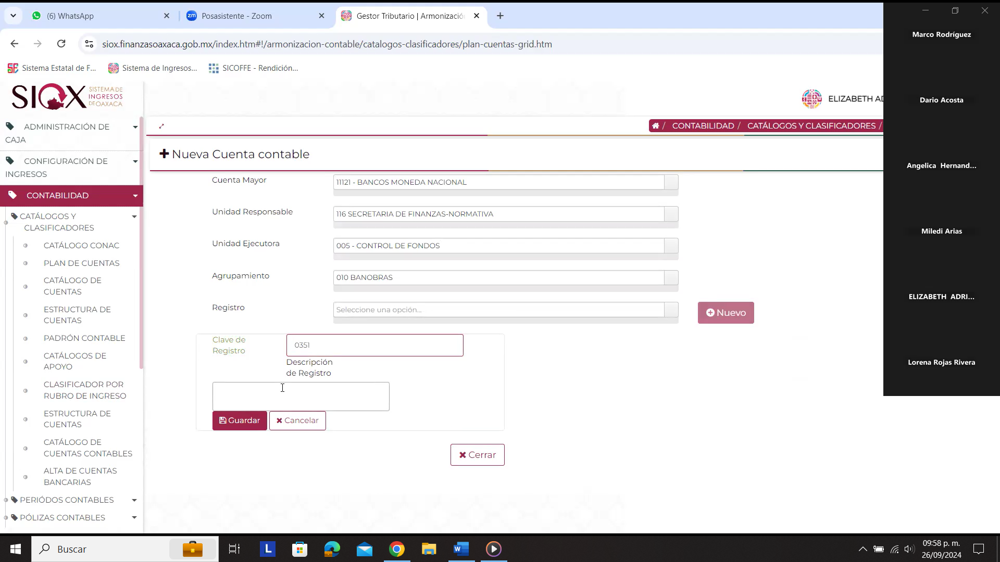 (6) WhatsApp
Posasistente - Zoom
Gestor Tributario | Armonizació
siox.finanzasoaxaca.gob.mx/index.htm#!/armonizacion-contable/catalogos-clasificadores/plan-cuentas-grid.htm
Sistema Estatal de F...
Sistema de Ingresos...
SICOFFE - Rendición...
SIOX SISTEMA DE
INGRESOS
DE OAXACA
ELIZABETH AD
ADMINISTRACIÓN DE
CAJA
CONFIGURACIÓN DE
INGRESOS
CONTABILIDAD
CATÁLOGOS Y
CLASIFICADORES
CATÁLOGO CONAC
PLAN DE CUENTAS
CATÁLOGO DE
CUENTAS
ESTRUCTURA DE
CUENTAS
PADRÓN CONTABLE
CATÁLOGOS DE
APOYO
CLASIFICADOR POR
RUBRO DE INGRESO
ESTRUCTURA DE
CUENTAS
CATÁLOGO DE
CUENTAS CONTABLES
ALTA DE CUENTAS
BANCARIAS
PERIÓDOS CONTABLES
PÓLIZAS CONTABLES
/ CONTABILIDAD / CATÁLOGOS Y CLASIFICADORES /
Nueva Cuenta contable
Cuenta Mayor
11121 - BANCOS MONEDA NACIONAL
Unidad Responsable
116 SECRETARIA DE FINANZAS-NORMATIVA
Unidad Ejecutora
005 - CONTROL DE FONDOS
Agrupamiento
010 BANOBRAS
Registro
Seleccione una opción...
Nuevo
Clave de
Registro
0351
Descripción
de Registro
Guardar
Cancelar
Cerrar
Marco Rodríguez
Dario Acosta
Angelica Hernand...
Miledi Arias
ELIZABETH ADRI...
Lorena Rojas Rivera
Buscar
L
09:58 p. m.
26/09/2024